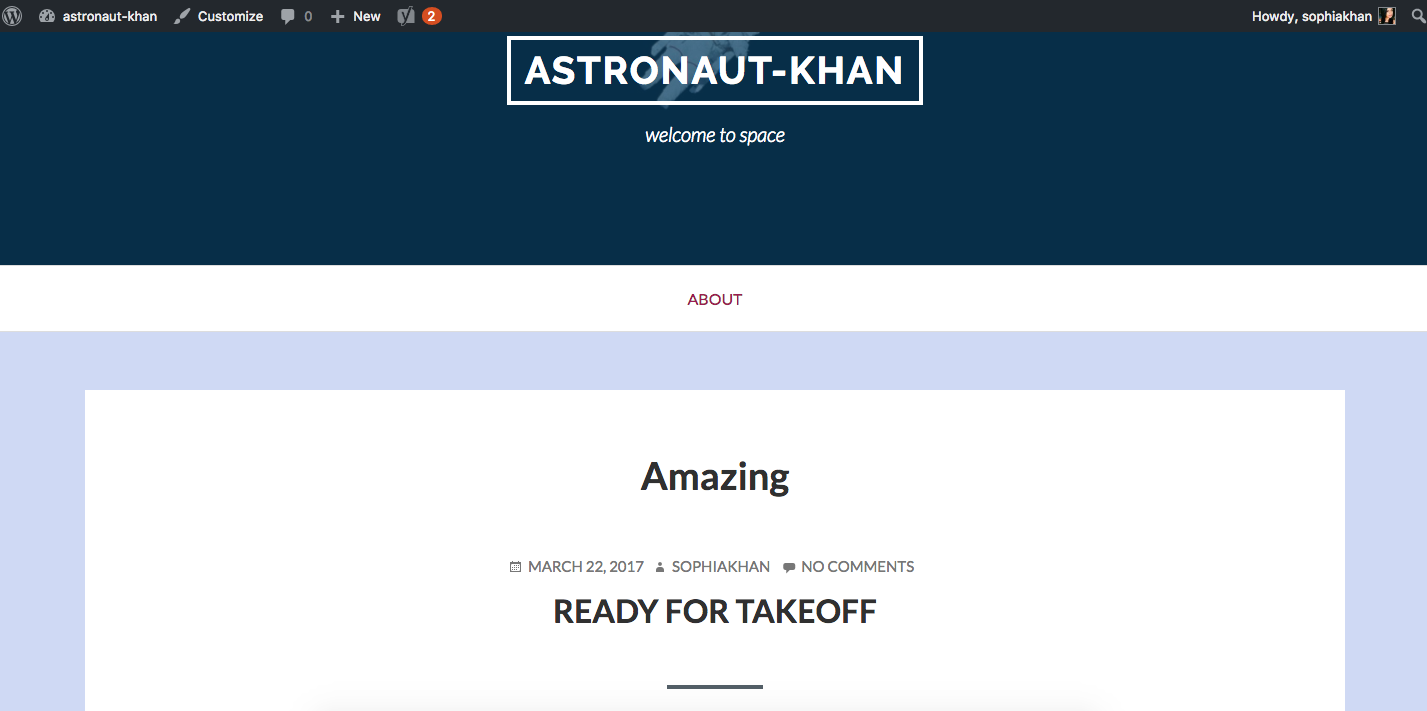 astronaut-khan Customize 0 New 2 Howdy, sophiakhan
ASTRONAUT-KHAN
welcome to space
ABOUT
Amazing
MARCH 22, 2017 SOPHIAKHAN NO COMMENTS
READY FOR TAKEOFF